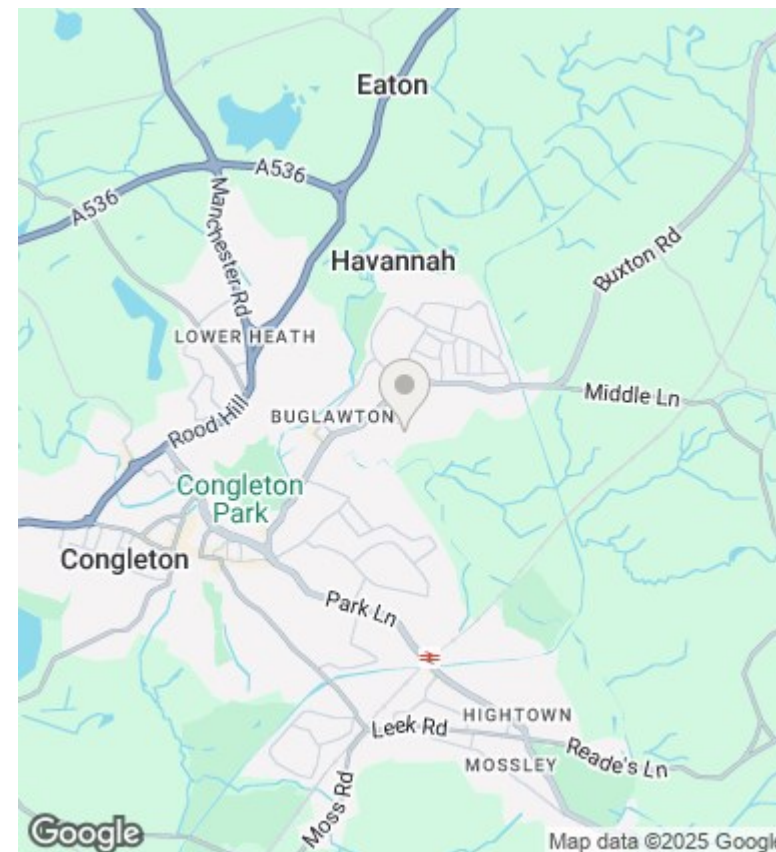 Eaton
A536
A536
Manchester Rd
Havannah
Buxton Rd
LOWER HEATH
Middle Ln
Rood Hill
BUGLAWTON
Congleton
Park
Congleton
Park Ln
HIGHTOWN
Leek Rd
Reade's Ln
MOSSLEY
Moss Rd
Google
Map data ©2025 Google